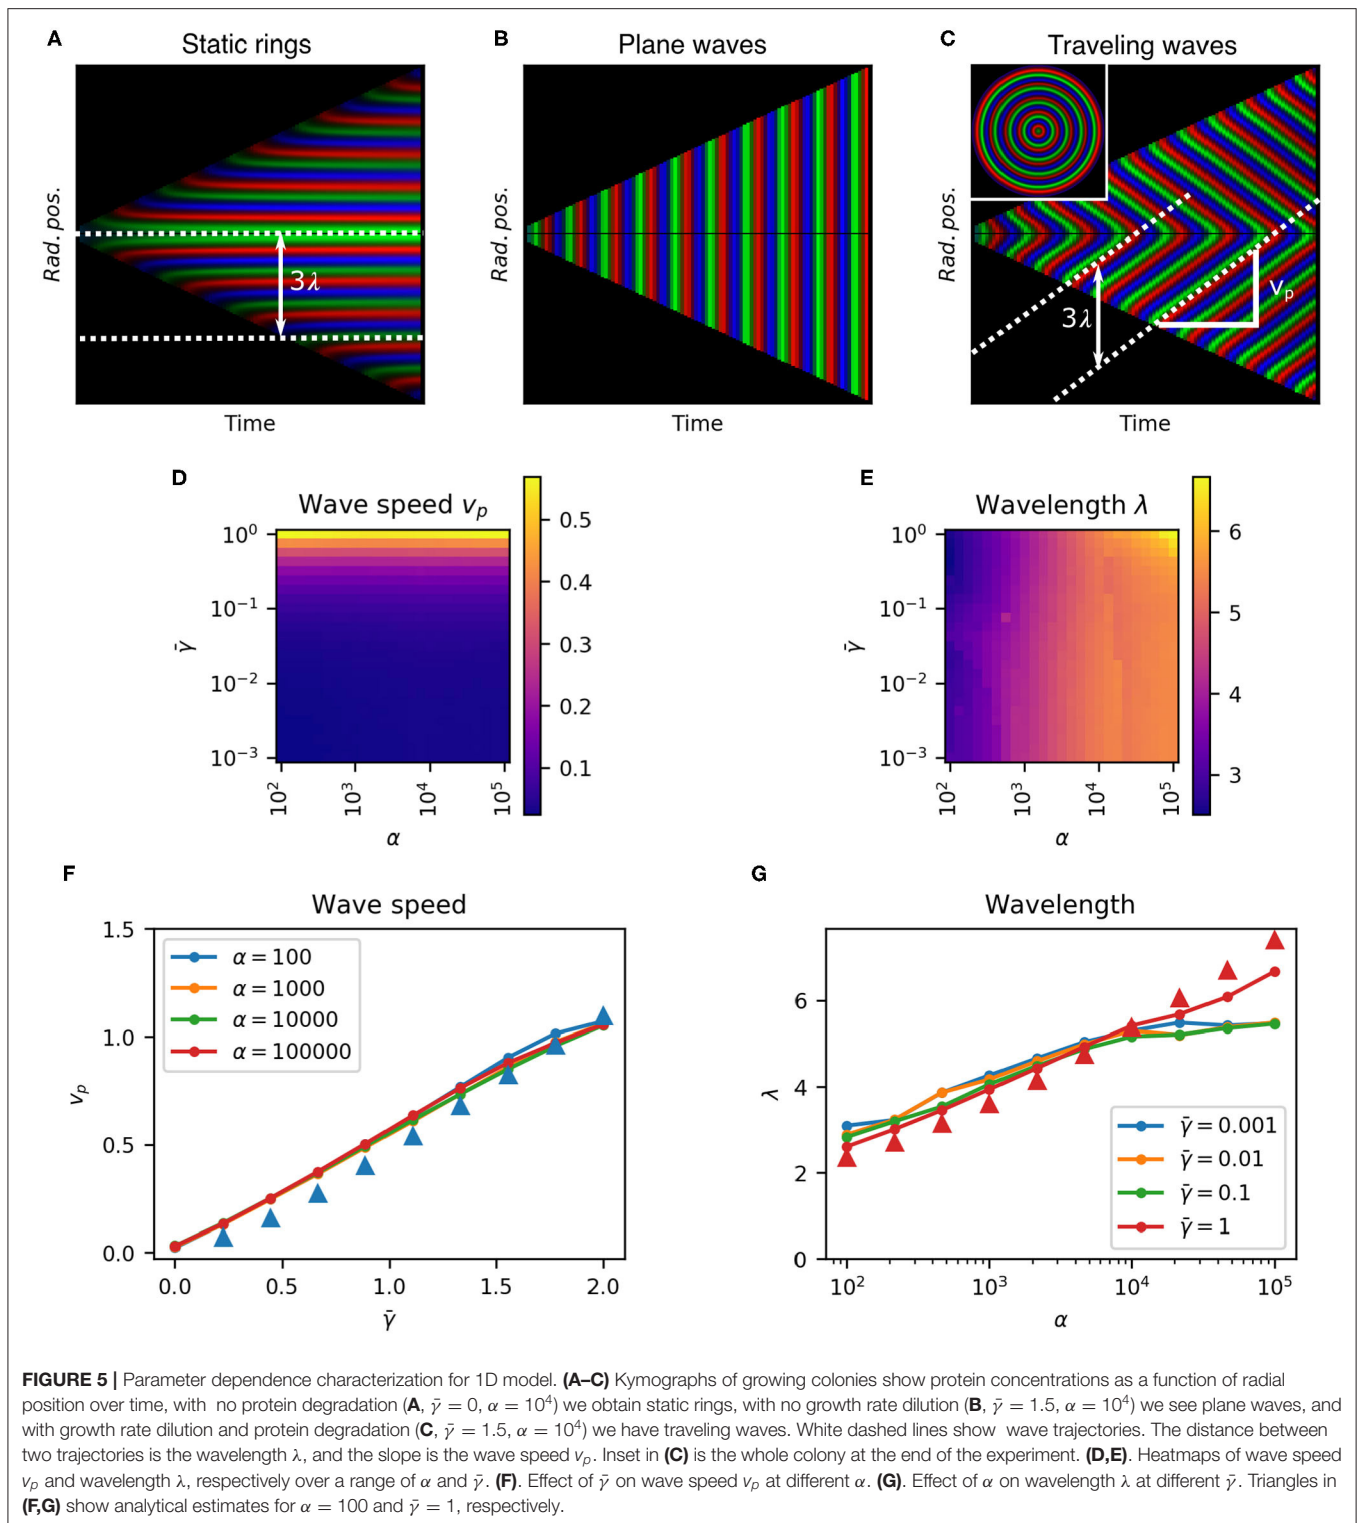 A
Static rings
B
Plane waves
C
Traveling waves
Rad. pos.
3λ
Time
Rad. pos.
Time
Rad. pos.
3λ
v_p
Time
D
Wave speed v_p
10^0
10^-1
10^-2
10^-3
γ̄
10^2
10^3
10^4
10^5
α
0.5
0.4
0.3
0.2
0.1
E
Wavelength λ
10^0
10^-1
10^-2
10^-3
γ̄
10^2
10^3
10^4
10^5
α
6
5
4
3
F
Wave speed
1.5
1.0
0.5
0.0
v_p
α = 100
α = 1000
α = 10000
α = 100000
0.0 0.5 1.0 1.5 2.0
γ̄
G
Wavelength
6
4
2
0
λ
γ̄ = 0.001
γ̄ = 0.01
γ̄ = 0.1
γ̄ = 1
10^2 10^3 10^4 10^5
α
FIGURE 5 | Parameter dependence characterization for 1D model. (A–C) Kymographs of growing colonies show protein concentrations as a function of radial
position over time, with no protein degradation (A, γ̄ = 0, α = 10^4) we obtain static rings, with no growth rate dilution (B, γ̄ = 1.5, α = 10^4) we see plane waves, and
with growth rate dilution and protein degradation (C, γ̄ = 1.5, α = 10^4) we have traveling waves. White dashed lines show wave trajectories. The distance between
two trajectories is the wavelength λ, and the slope is the wave speed v_p. Inset in (C) is the whole colony at the end of the experiment. (D,E). Heatmaps of wave speed
v_p and wavelength λ, respectively over a range of α and γ̄. (F). Effect of γ̄ on wave speed v_p at different α. (G). Effect of α on wavelength λ at different γ̄. Triangles in
(F,G) show analytical estimates for α = 100 and γ̄ = 1, respectively.